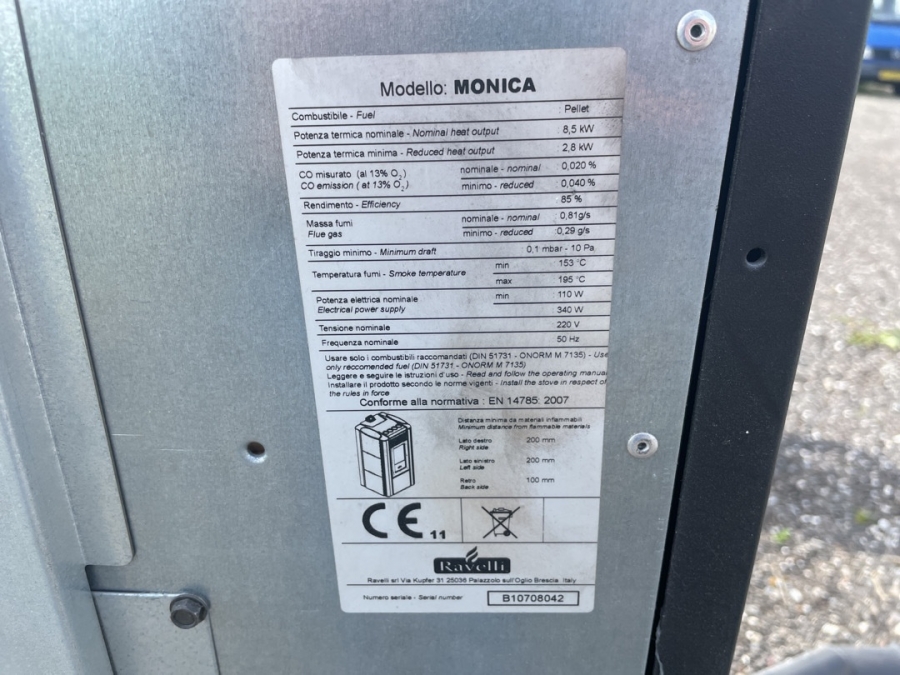 Modello: MONICA
Combustibile - Fuel Pellet
Potenza termica nominale - Nominal heat output 8,5 kW
Potenza termica minima - Reduced heat output 2,8 kW
CO misurato (al 13% O2) nominale - nominal 0,020 %
CO emission ( at 13% O2) minimo - reduced 0,040 %
Rendimento - Efficiency 85 %
Massa fumi nominale - nominal 0,81g/s
Flue gas minimo - reduced 0,29 g/s
Tiraggio minimo - Minimum draft 0,1 mbar - 10 Pa
Temperatura fumi - Smoke temperature min 153 °C
max 195 °C
Potenza elettrica nominale min 110 W
Electrical power supply 340 W
Tensione nominale 220 V
Frequenza nominale 50 Hz
Usare solo i combustibili raccomandati (DIN 51731 - ONORM M 7135) - Use
only reccomended fuel (DIN 51731 - ONORM M 7135)
Leggere e seguire le istruzioni d'uso - Read and follow the operating manua
Installare il prodotto secondo le norme vigenti - Install the stove in respect of
the rules in force
Conforme alla normativa : EN 14785: 2007
Distanza minima da materiali infiammabili
Minimum distance from flammable materials
Lato destro 200 mm
Right side
Lato sinistro 200 mm
Left side
Retro 100 mm
Back side
CE 11
Ravelli
Ravelli srl Via Kupfer 31 25036 Palazzolo sull'Oglio Brescia, Italy
Numero seriale - Serial number B10708042